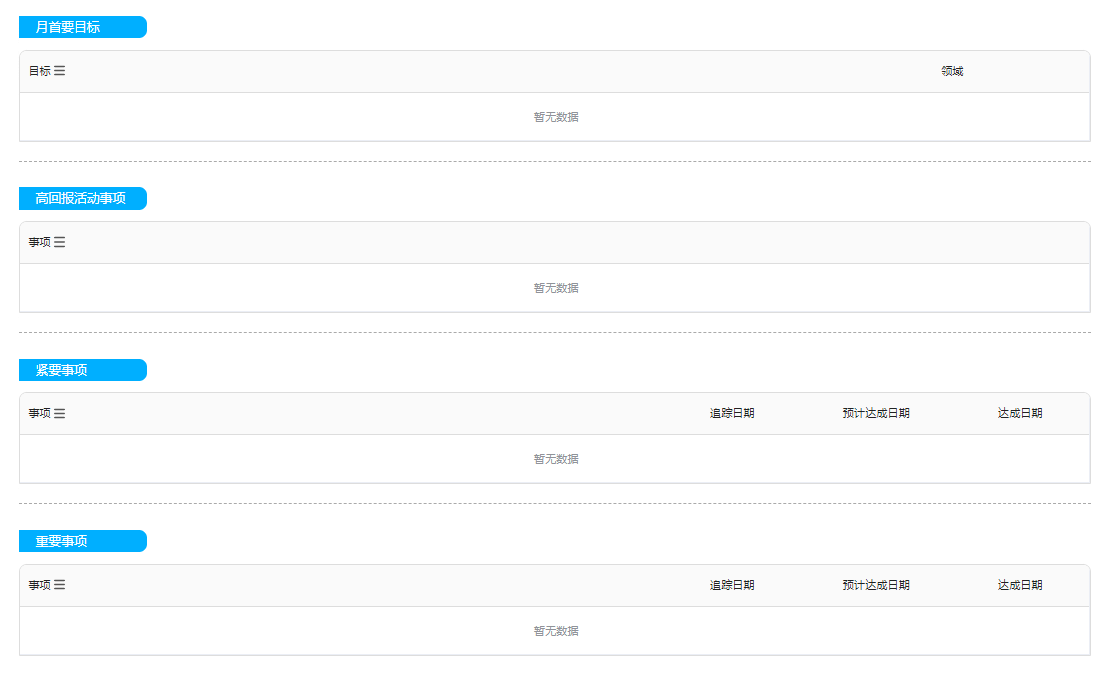 月首要目标
目标 领域
暂无数据
高回报活动事项
事项
暂无数据
紧要事项
事项 追踪日期 预计达成日期 达成日期
暂无数据
重要事项
事项 追踪日期 预计达成日期 达成日期
暂无数据